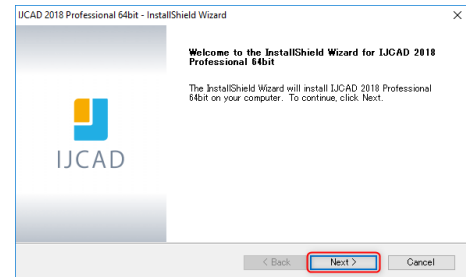 IJCAD 2018 Professional 64bit - InstallShield Wizard
Welcome to the InstallShield Wizard for IJCAD 2018
Professional 64bit
The InstallShield Wizard will install IJCAD 2018 Professional
64bit on your computer. To continue, click Next.
IJCAD
< Back
Next >
Cancel